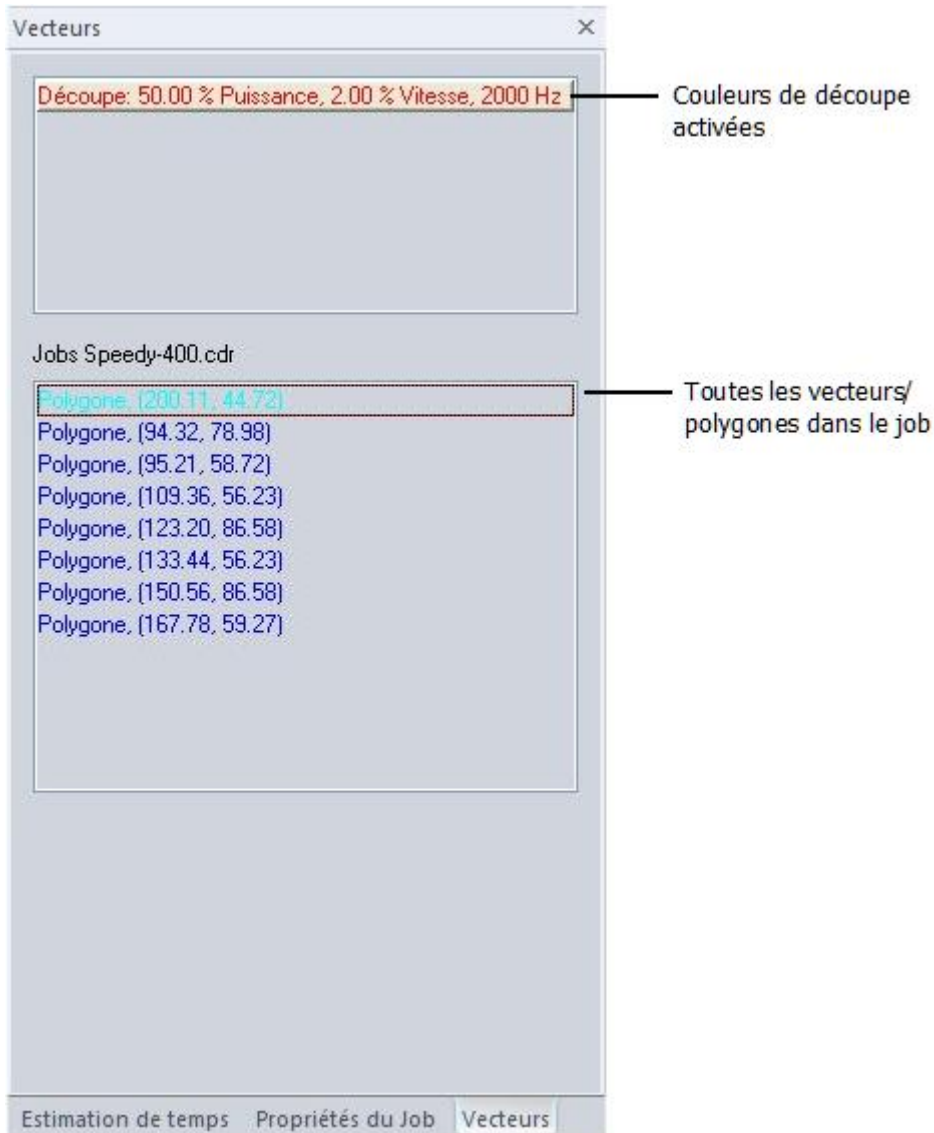 Vecteurs
Découpe: 50.00 % Puissance, 2.00 % Vitesse, 2000 Hz
Couleurs de découpe
activées
Jobs Speedy-400.cdr
Polygone, (200.11, 44.72)
Toutes les vecteurs/
polygones dans le job
Polygone, (94.32, 78.98)
Polygone, (95.21, 58.72)
Polygone, (109.36, 56.23)
Polygone, (123.20, 86.58)
Polygone, (133.44, 56.23)
Polygone, (150.56, 86.58)
Polygone, (167.78, 59.27)
Estimation de temps Propriétés du Job Vecteurs